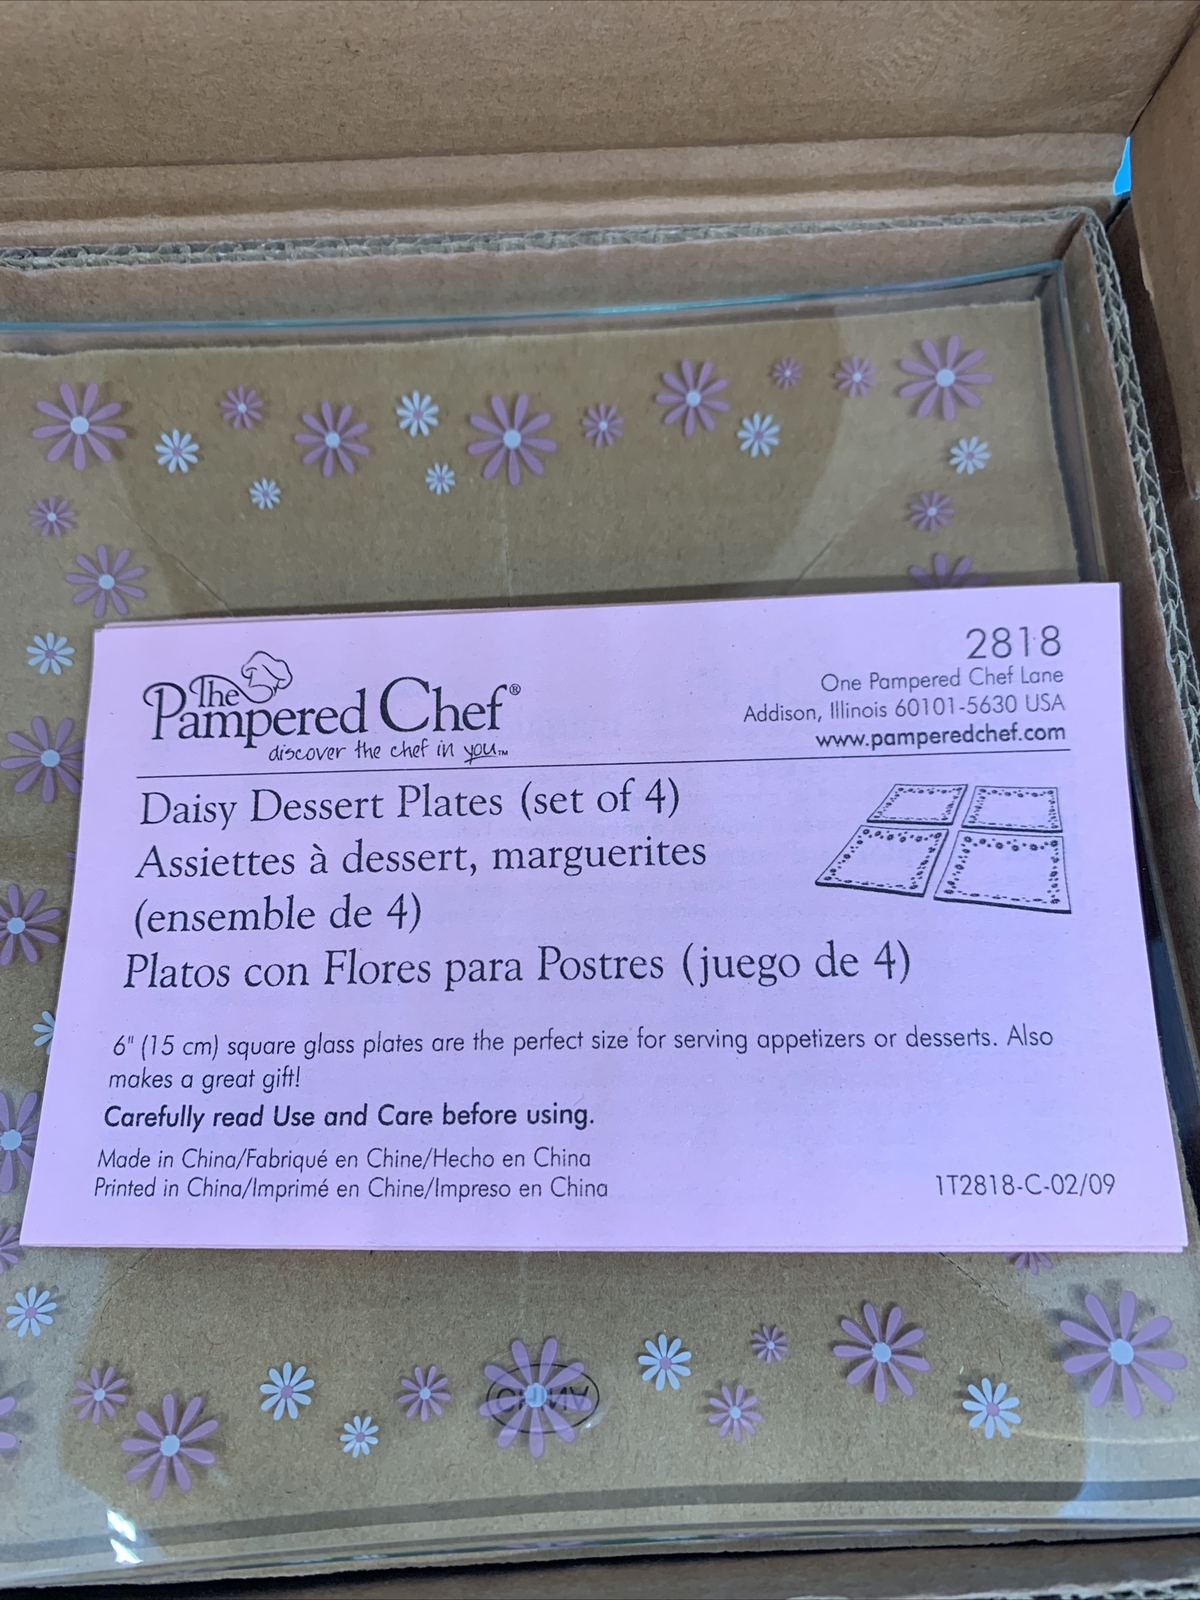 The
Pampered Chef®
discover the chef in you™
2818
One Pampered Chef Lane
Addison, Illinois 60101-5630 USA
www.pamperedchef.com
Daisy Dessert Plates (set of 4)
Assiettes à dessert, marguerites
(ensemble de 4)
Platos con Flores para Postres (juego de 4)
6" (15 cm) square glass plates are the perfect size for serving appetizers or desserts. Also
makes a great gift!
Carefully read Use and Care before using.
Made in China/Fabriqué en Chine/Hecho en China
Printed in China/Imprimé en Chine/Impreso en China
1T2818-C-02/09
CHINA